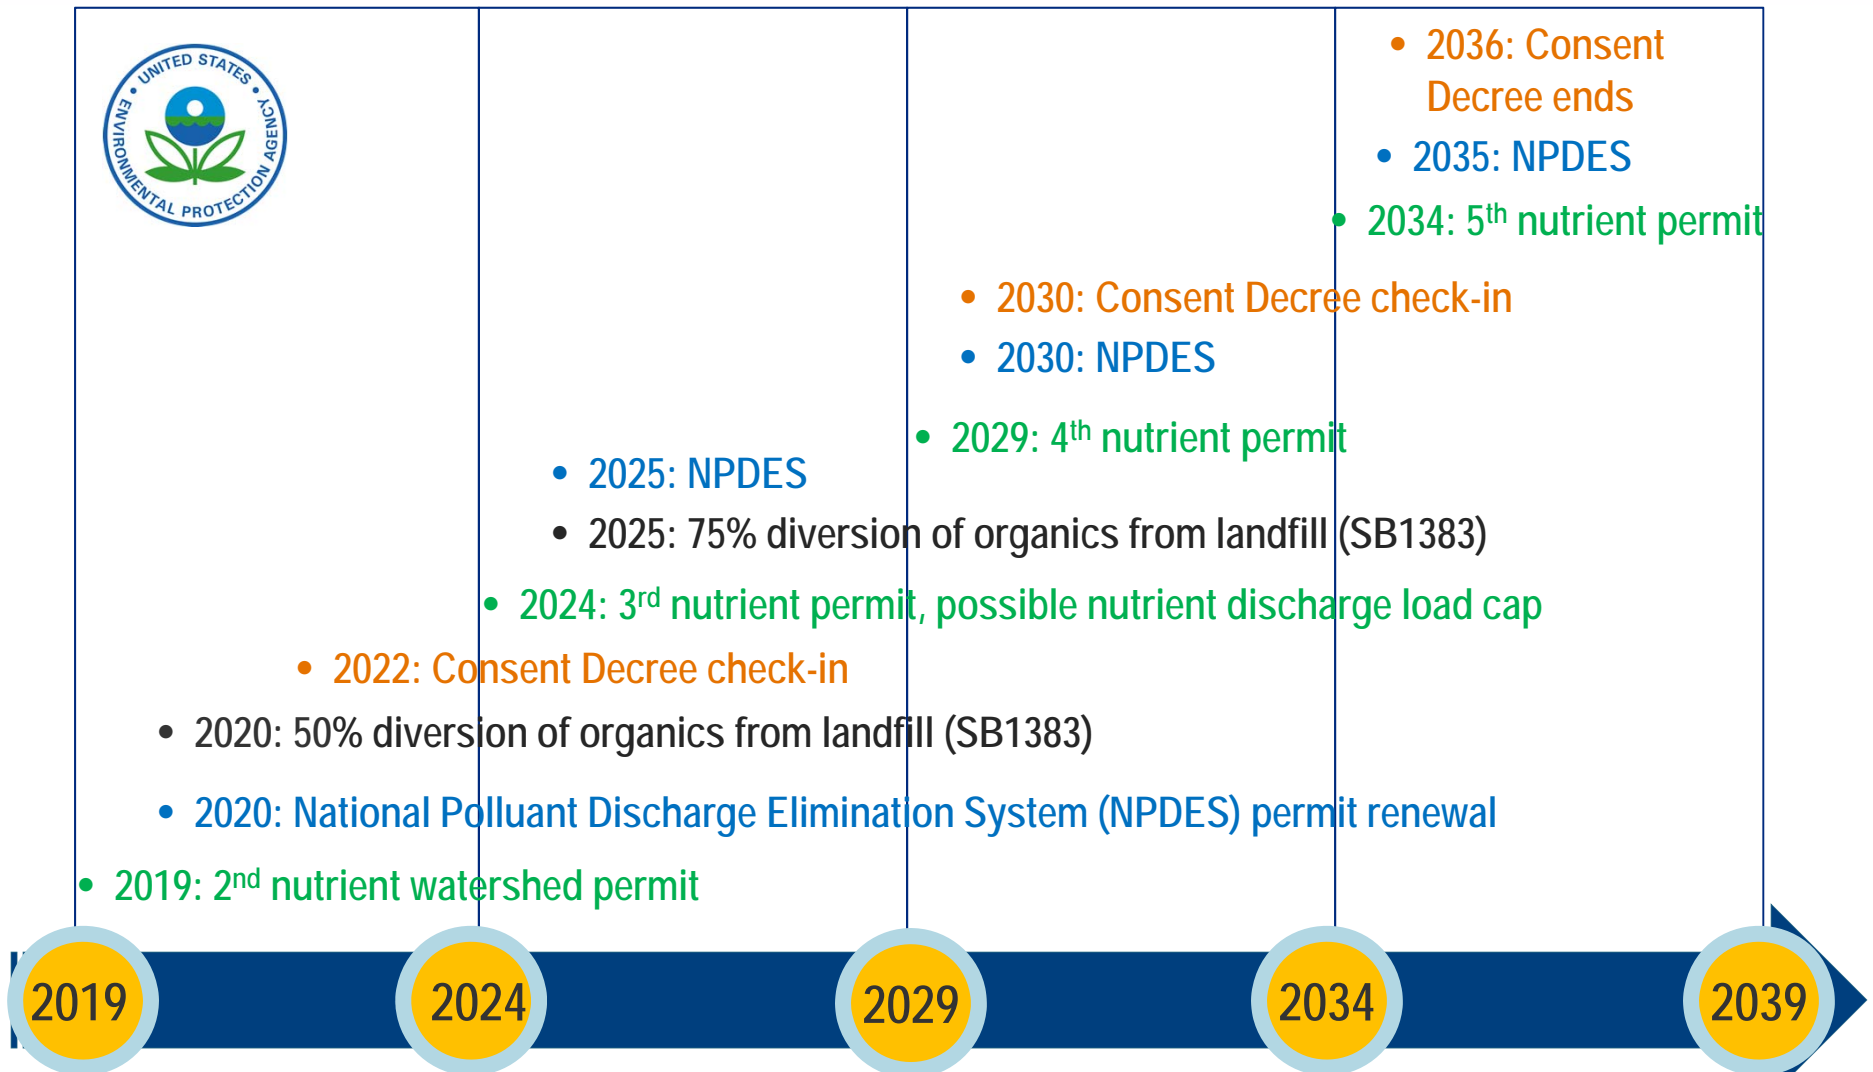 UNITED STATES
ENVIRONMENTAL PROTECTION AGENCY
• 2036: Consent
Decree ends
• 2035: NPDES
• 2034: 5th nutrient permit
• 2030: Consent Decree check-in
• 2030: NPDES
• 2029: 4th nutrient permit
• 2025: NPDES
• 2025: 75% diversion of organics from landfill (SB1383)
• 2024: 3rd nutrient permit, possible nutrient discharge load cap
• 2022: Consent Decree check-in
• 2020: 50% diversion of organics from landfill (SB1383)
• 2020: National Polluant Discharge Elimination System (NPDES) permit renewal
• 2019: 2nd nutrient watershed permit
2019 2024 2029 2034 2039